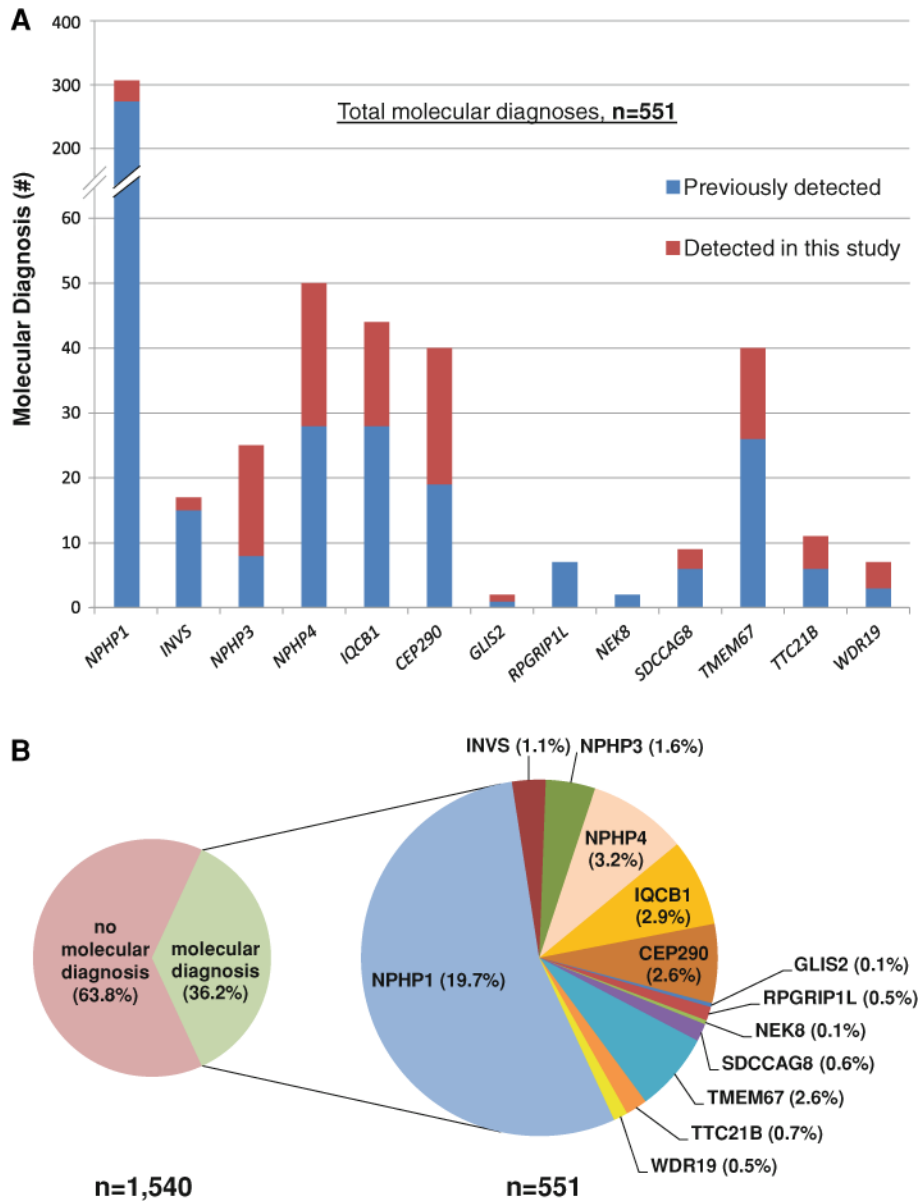 A
400
300
200
60
50
40
30
20
10
0
Molecular Diagnosis (#)
Total molecular diagnoses, n=551
Previously detected
Detected in this study
NPHP1
INVS
NPHP3
NPHP4
IQCB1
CEP290
GLIS2
RPGRIP1L
NEK8
SDCCAG8
TMEM67
TTC21B
WDR19
B
no
molecular
diagnosis
(63.8%)
molecular
diagnosis
(36.2%)
n=1,540
INVS (1.1%)
NPHP3 (1.6%)
NPHP4
(3.2%)
IQCB1
(2.9%)
CEP290
(2.6%)
GLIS2 (0.1%)
RPGRIP1L (0.5%)
NEK8 (0.1%)
SDCCAG8 (0.6%)
TMEM67 (2.6%)
TTC21B (0.7%)
WDR19 (0.5%)
NPHP1 (19.7%)
n=551